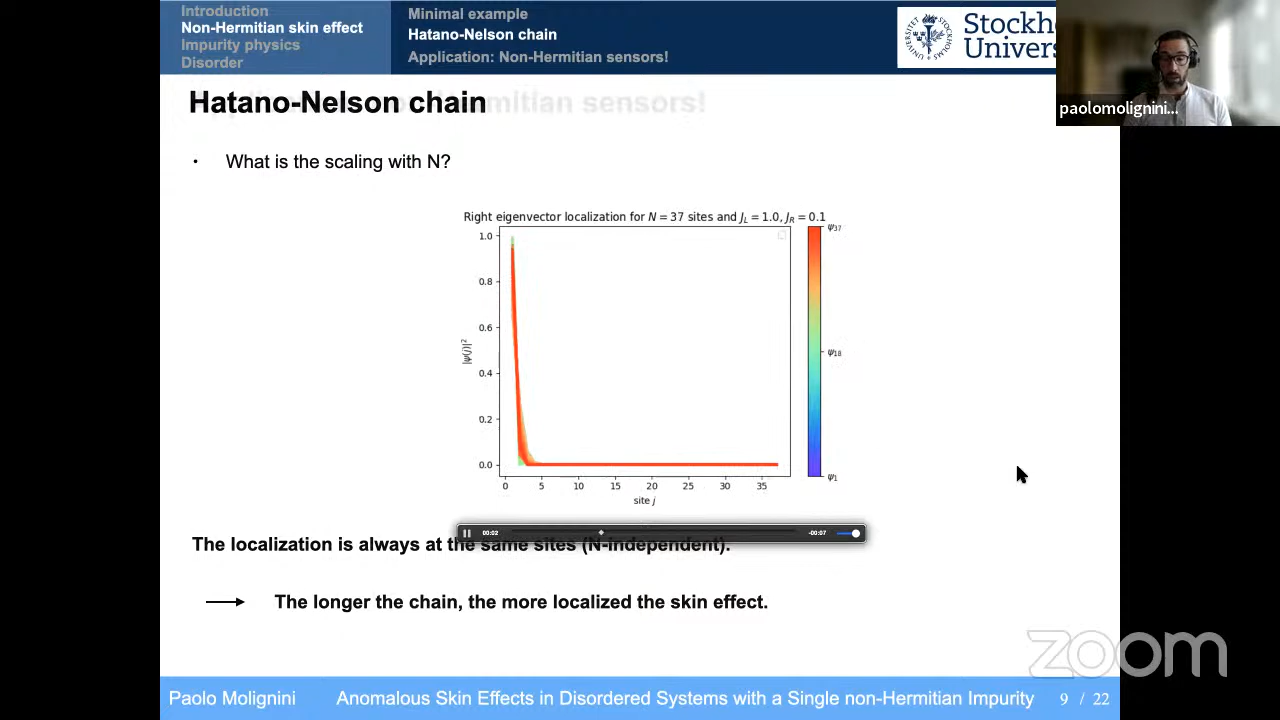 Introduction
Non-Hermitian skin effect
Impurity physics
Disorder
Minimal example
Hatano-Nelson chain
Application: Non-Hermitian sensors!
Stockh
Univers
paolomolignini...
Hatano-Nelson chain
• What is the scaling with N?
Right eigenvector localization for N = 37 sites and J_L = 1.0, J_R = 0.1
1.0
0.8
0.6
0.4
0.2
0.0
|ψ(j)|²
0 5 10 15 20 25 30 35
site j
ψ37
ψ18
ψ1
00:02
-00:07
The localization is always at the same sites (N-independent).
The longer the chain, the more localized the skin effect.
zoom
Paolo Molignini Anomalous Skin Effects in Disordered Systems with a Single non-Hermitian Impurity 9 / 22